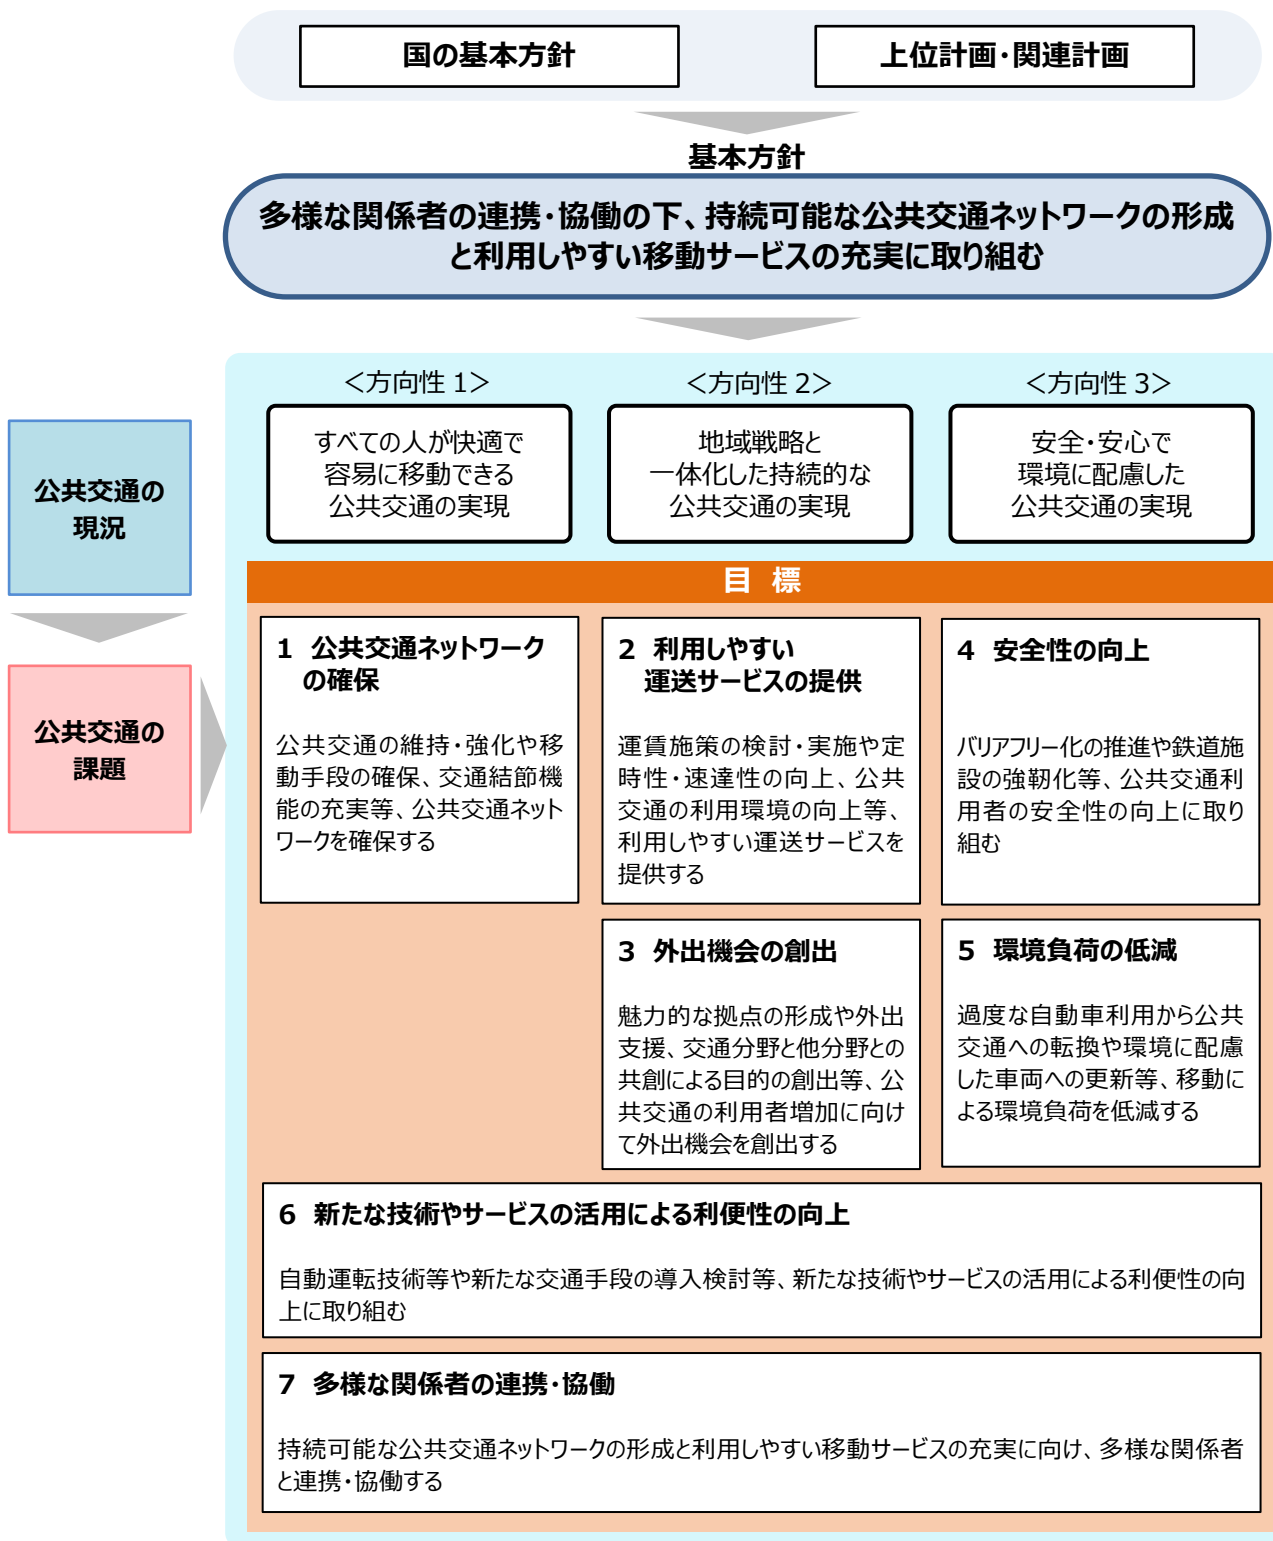 国の基本方針
上位計画・関連計画
基本方針
多様な関係者の連携・協働の下、持続可能な公共交通ネットワークの形成
と利用しやすい移動サービスの充実に取り組む
公共交通の
現況
公共交通の
課題
＜方向性 1＞
すべての人が快適で
容易に移動できる
公共交通の実現
＜方向性 2＞
地域戦略と
一体化した持続的な
公共交通の実現
＜方向性 3＞
安全・安心で
環境に配慮した
公共交通の実現
目 標
1 公共交通ネットワーク
の確保
公共交通の維持・強化や移
動手段の確保、交通結節機
能の充実等、公共交通ネット
ワークを確保する
2 利用しやすい
運送サービスの提供
運賃施策の検討・実施や定
時性・速達性の向上、公共
交通の利用環境の向上等、
利用しやすい運送サービスを
提供する
4 安全性の向上
バリアフリー化の推進や鉄道施
設の強靭化等、公共交通利
用者の安全性の向上に取り
組む
3 外出機会の創出
魅力的な拠点の形成や外出
支援、交通分野と他分野との
共創による目的の創出等、公
共交通の利用者増加に向け
て外出機会を創出する
5 環境負荷の低減
過度な自動車利用から公共
交通への転換や環境に配慮
した車両への更新等、移動に
よる環境負荷を低減する
6 新たな技術やサービスの活用による利便性の向上
自動運転技術等や新たな交通手段の導入検討等、新たな技術やサービスの活用による利便性の向
上に取り組む
7 多様な関係者の連携・協働
持続可能な公共交通ネットワークの形成と利用しやすい移動サービスの充実に向け、多様な関係者
と連携・協働する